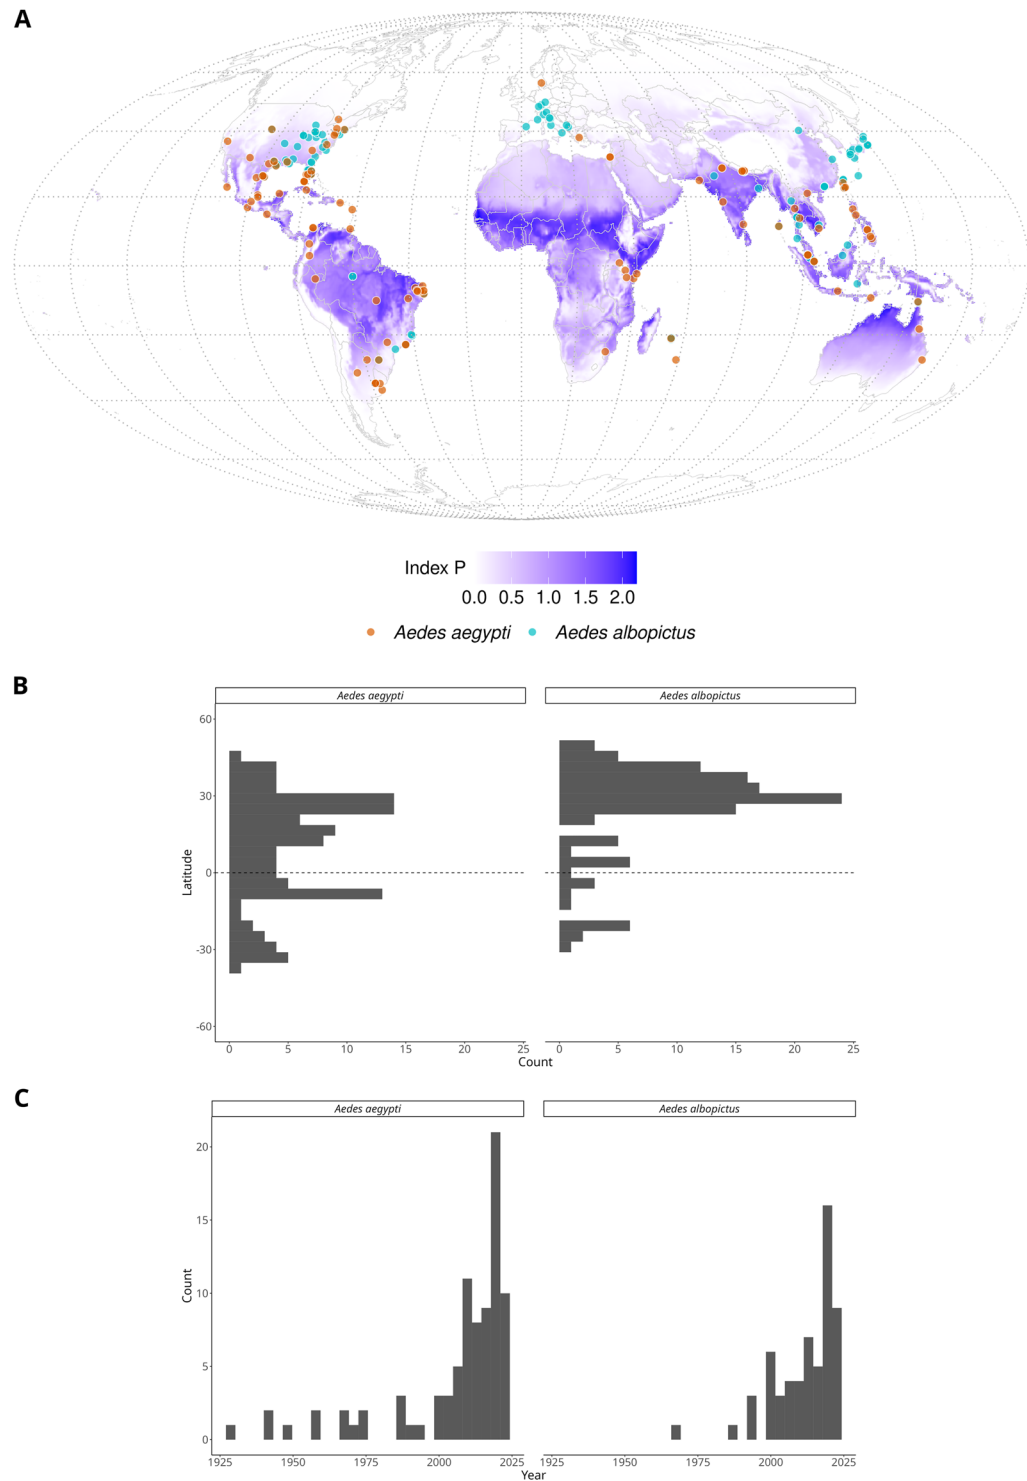 A
Index P
0.0 0.5 1.0 1.5 2.0
Aedes aegypti Aedes albopictus
B
Aedes aegypti Aedes albopictus
60
30
Latitude
0
-30
-60
0 5 10 15 20 25 0 5 10 15 20 25
Count
C
Aedes aegypti Aedes albopictus
20
15
Count
10
5
0
1925 1950 1975 2000 2025 1925 1950 1975 2000 2025
Year